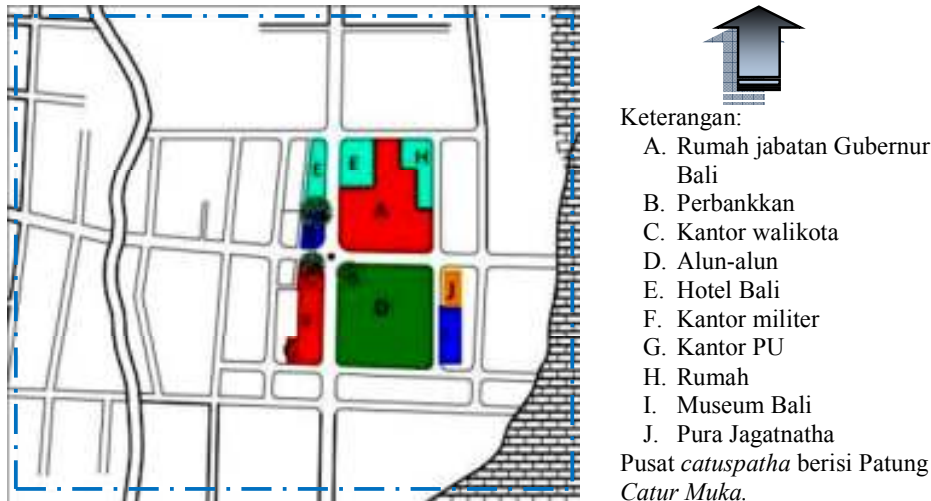 E
E
H
A
J
D
Keterangan:
A. Rumah jabatan Gubernur
Bali
B. Perbankkan
C. Kantor walikota
D. Alun-alun
E. Hotel Bali
F. Kantor militer
G. Kantor PU
H. Rumah
I. Museum Bali
J. Pura Jagatnatha
Pusat catuspatha berisi Patung
Catur Muka.